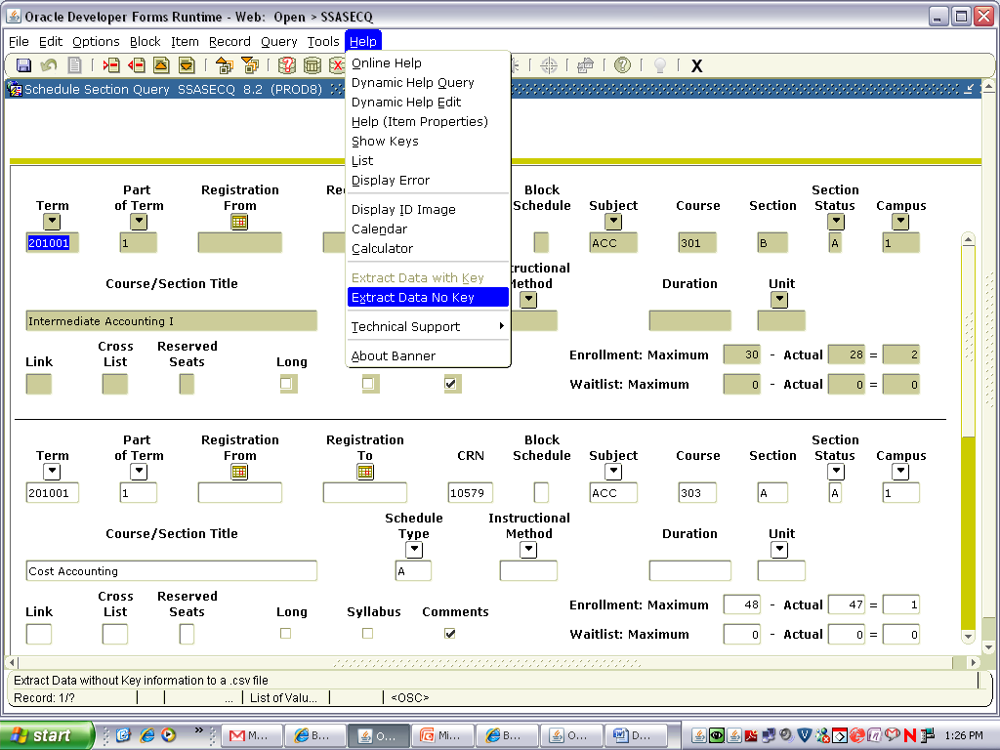 Oracle Developer Forms Runtime - Web: Open > SSASECQ
File Edit Options Block Item Record Query Tools Help
X
Schedule Section Query SSASECQ 8.2 (PROD8)
Online Help
Dynamic Help Query
Dynamic Help Edit
Help (Item Properties)
Show Keys
List
Display Error
Display ID Image
Calendar
Calculator
Extract Data with Key
Extract Data No Key
Technical Support
About Banner
Term Part of Term Registration From Block Schedule Subject Course Section Section Status Campus
201001 1 ACC 301 B A 1
Course/Section Title Duration Unit
Intermediate Accounting I
Link Cross List Reserved Seats Long
Enrollment: Maximum 30 - Actual 28 = 2
Waitlist: Maximum 0 - Actual 0 = 0
Term Part of Term Registration From Registration To CRN Block Schedule Subject Course Section Section Status Campus
201001 1 10579 ACC 303 A A 1
Course/Section Title Schedule Type Instructional Method Duration Unit
Cost Accounting A
Link Cross List Reserved Seats Long Syllabus Comments
Enrollment: Maximum 48 - Actual 47 = 1
Waitlist: Maximum 0 - Actual 0 = 0
Extract Data without Key information to a .csv file
Record: 1/? ... List of Valu... <OSC>
start » M... B... O... Mi... B... O... D... 1:26 PM